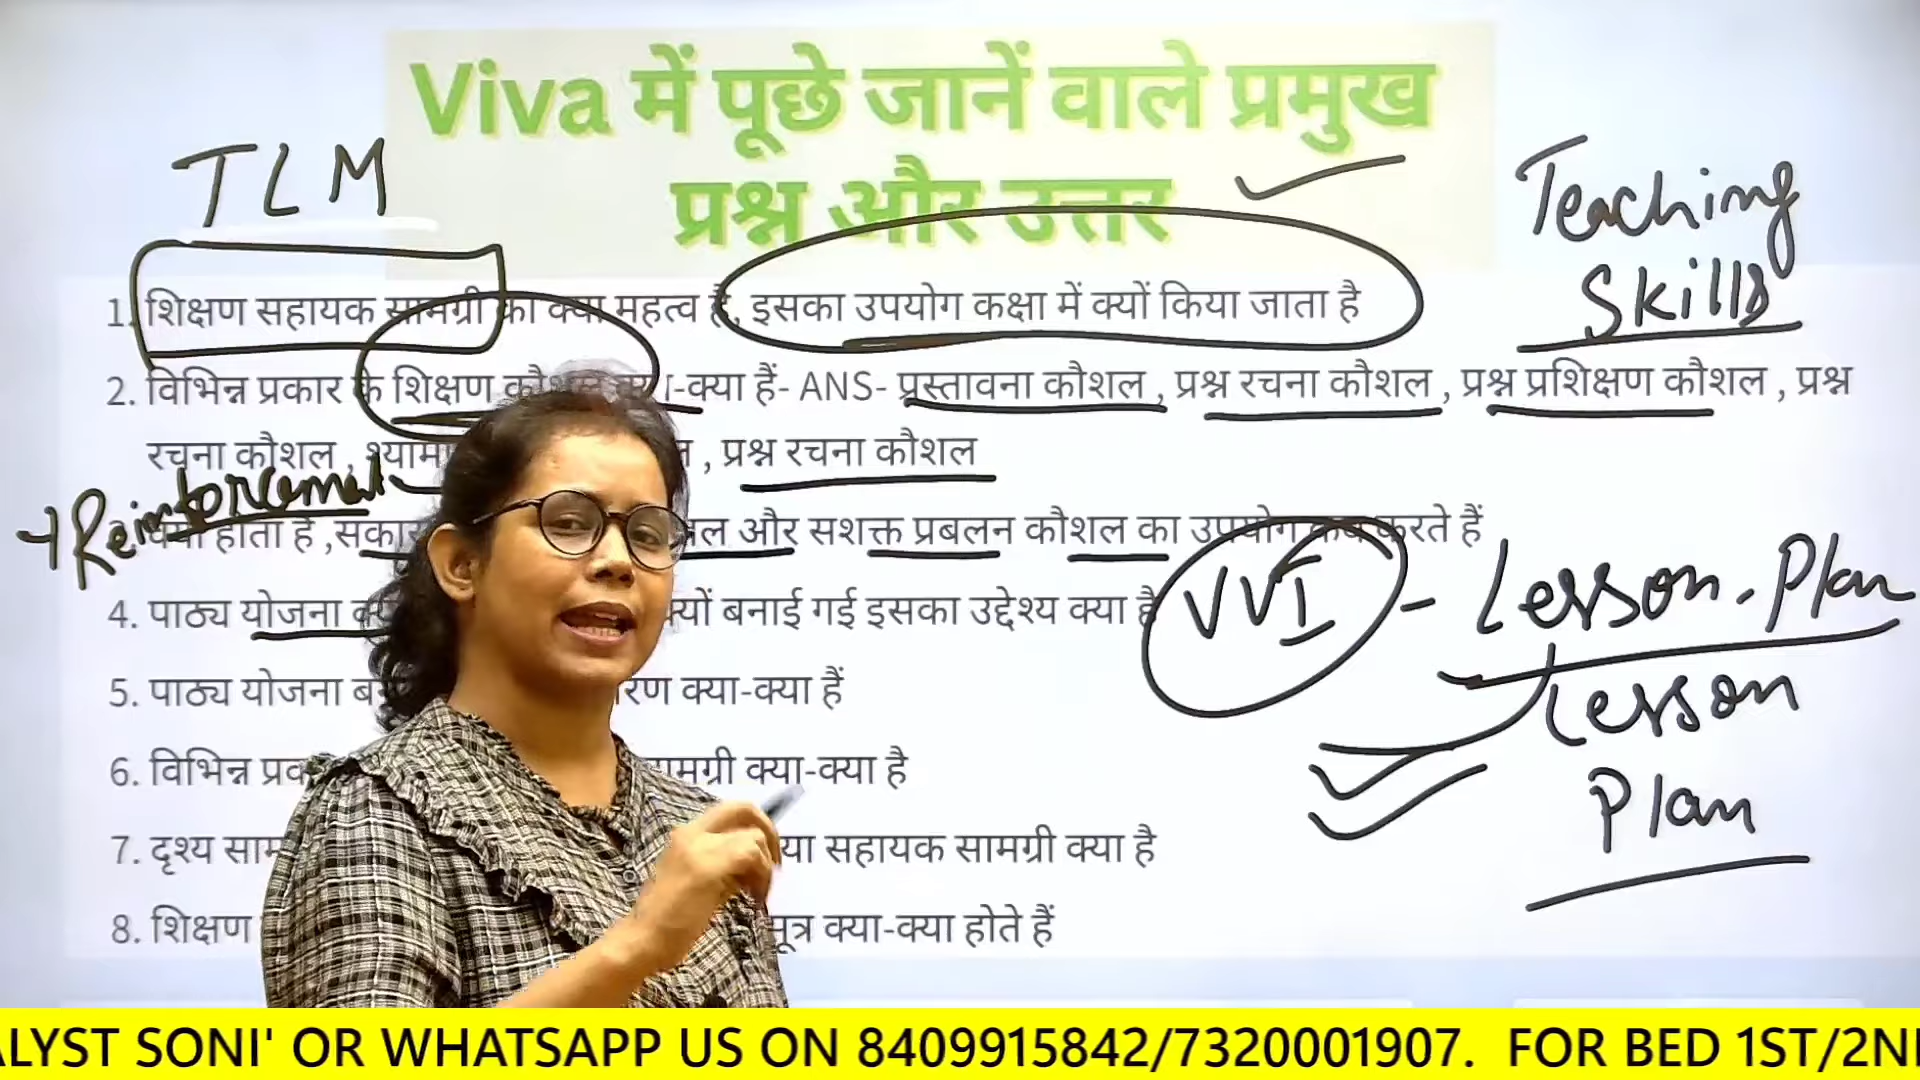 Viva में पूछे जानें वाले प्रमुख
प्रश्न और उत्तर
TLM
Teaching
Skills
1. शिक्षण सहायक सामग्री का क्या महत्व है, इसका उपयोग कक्षा में क्यों किया जाता है
2. विभिन्न प्रकार के शिक्षण कौशल -क्या हैं- ANS- प्रस्तावना कौशल , प्रश्न रचना कौशल , प्रश्न प्रशिक्षण कौशल , प्रश्न
रचना कौशल , , प्रश्न रचना कौशल
Reinforcement
क्या होता है ,सकार और सशक्त प्रबलन कौशल का उपयोग कब करते हैं
4. पाठ्य योजना क्यों बनाई गई इसका उद्देश्य क्या है
VVI - Lesson. Plan
5. पाठ्य योजना क्या-क्या हैं
Lesson
Plan
6. विभिन्न क्या-क्या है
7. दृश्य सहायक सामग्री क्या है
8. शिक्षण क्या-क्या होते हैं
ALYST SONI' OR WHATSAPP US ON 8409915842/7320001907. FOR BED 1ST/2N